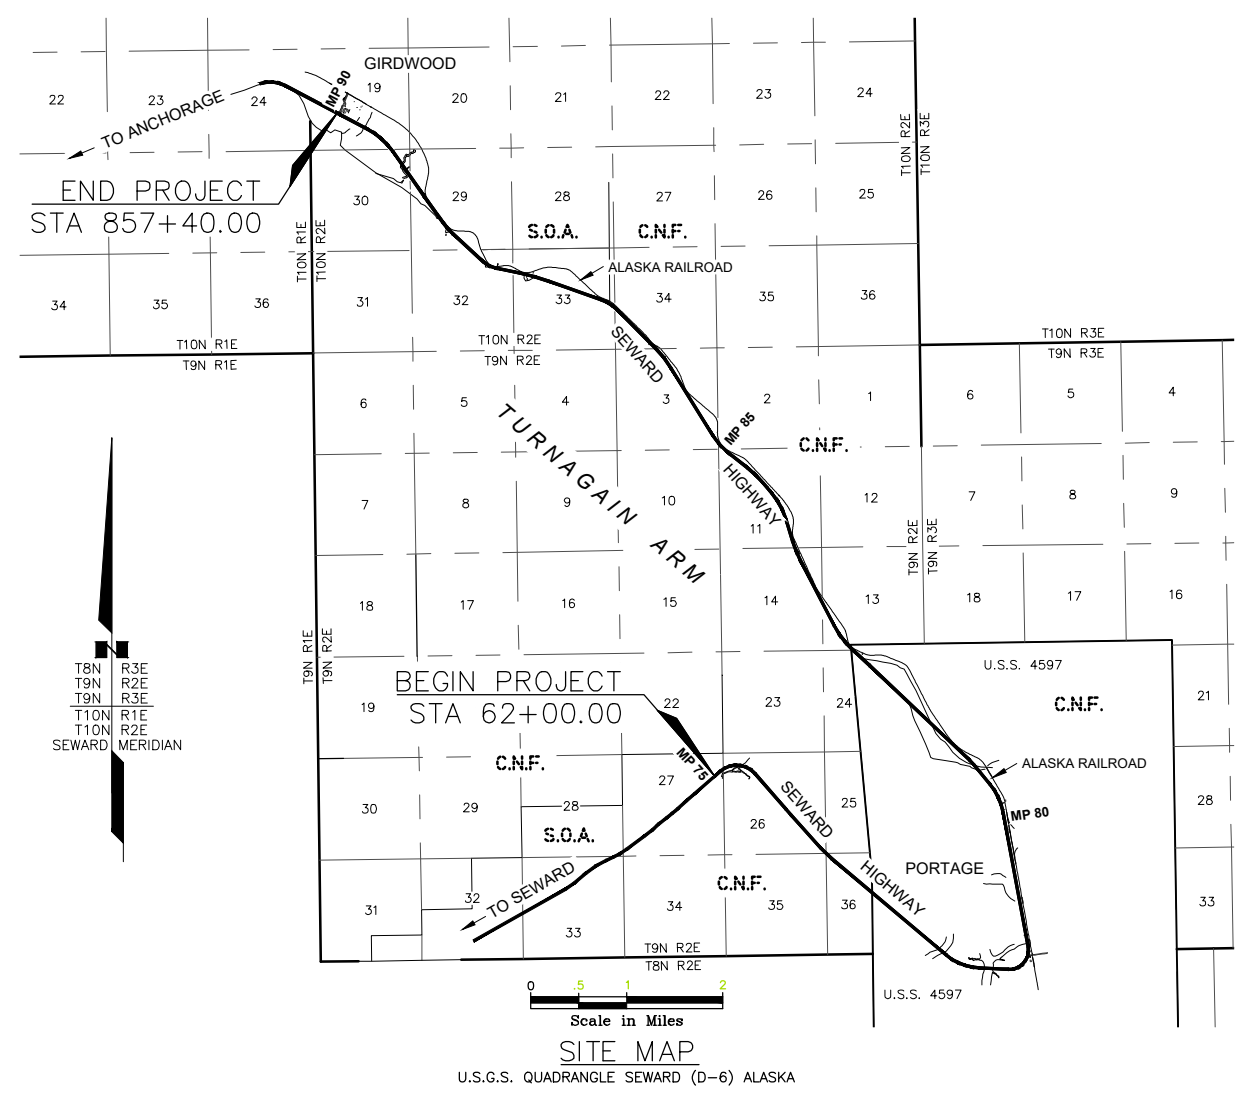 GIRDWOOD
MP 90
22 23 24 19 20 21 22 23 24
TO ANCHORAGE
T10N R2E
T10N R3E
END PROJECT
STA 857+40.00
30 29 28 27 26 25
S.O.A. C.N.F.
T10N R1E
T10N R2E
ALASKA RAILROAD
34 35 36 31 32 33 34 35 36
T10N R1E
T9N R1E
T10N R2E
T9N R2E
T10N R3E
T9N R3E
SEWARD
6 5 4 3 2 1 6 5 4
TURNAGAIN ARM
MP 85
C.N.F.
HIGHWAY
7 8 9 10 11 12 7 8 9
T9N R2E
T9N R3E
18 17 16 15 14 13 18 17 16
T9N R1E
T9N R2E
T8N R3E
T9N R2E
T9N R3E
T10N R1E
T10N R2E
SEWARD MERIDIAN
BEGIN PROJECT
STA 62+00.00
U.S.S. 4597
C.N.F.
19 22 23 24 21
C.N.F.
MP 75
27
ALASKA RAILROAD
SEWARD
MP 80
30 29 28 26 25 28
S.O.A.
PORTAGE
C.N.F.
HIGHWAY
TO SEWARD
31 32 33 34 35 36 33
T9N R2E
T8N R2E
U.S.S. 4597
0 .5 1 2
Scale in Miles
SITE MAP
U.S.G.S. QUADRANGLE SEWARD (D-6) ALASKA